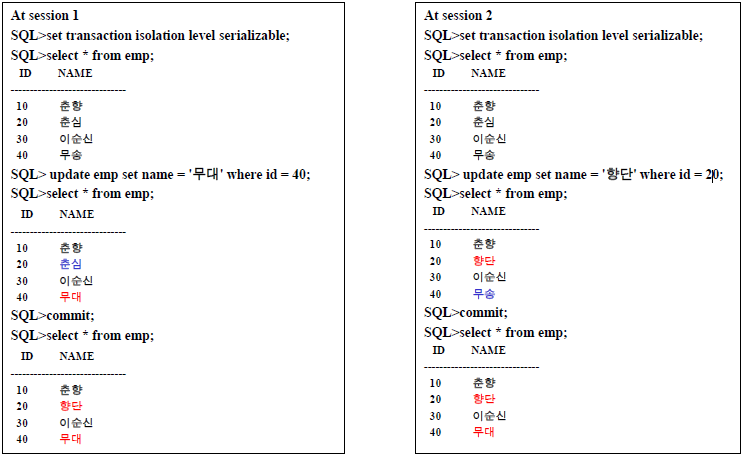 At session 1
SQL>set transaction isolation level serializable;
SQL>select * from emp;
ID NAME
------------------------------
10 춘향
20 춘심
30 이순신
40 무송
SQL> update emp set name = '무대' where id = 40;
SQL>select * from emp;
ID NAME
------------------------------
10 춘향
20 춘심
30 이순신
40 무대
SQL>commit;
SQL>select * from emp;
ID NAME
------------------------------
10 춘향
20 향단
30 이순신
40 무대
At session 2
SQL>set transaction isolation level serializable;
SQL>select * from emp;
ID NAME
------------------------------
10 춘향
20 춘심
30 이순신
40 무송
SQL> update emp set name = '향단' where id = 20;
SQL>select * from emp;
ID NAME
------------------------------
10 춘향
20 향단
30 이순신
40 무송
SQL>commit;
SQL>select * from emp;
ID NAME
------------------------------
10 춘향
20 향단
30 이순신
40 무대